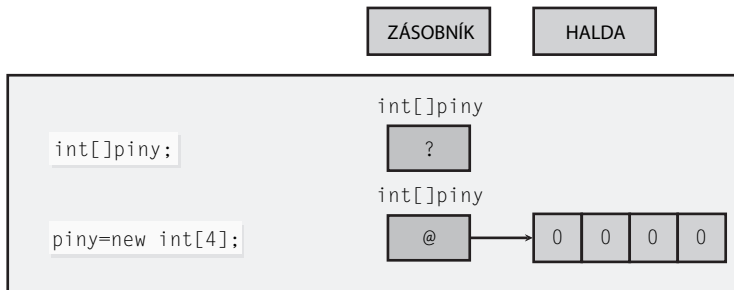 ZÁSOBNÍK HALDA
int[]piny
int[]piny; ?
int[]piny
piny=new int[4]; @ 0 0 0 0